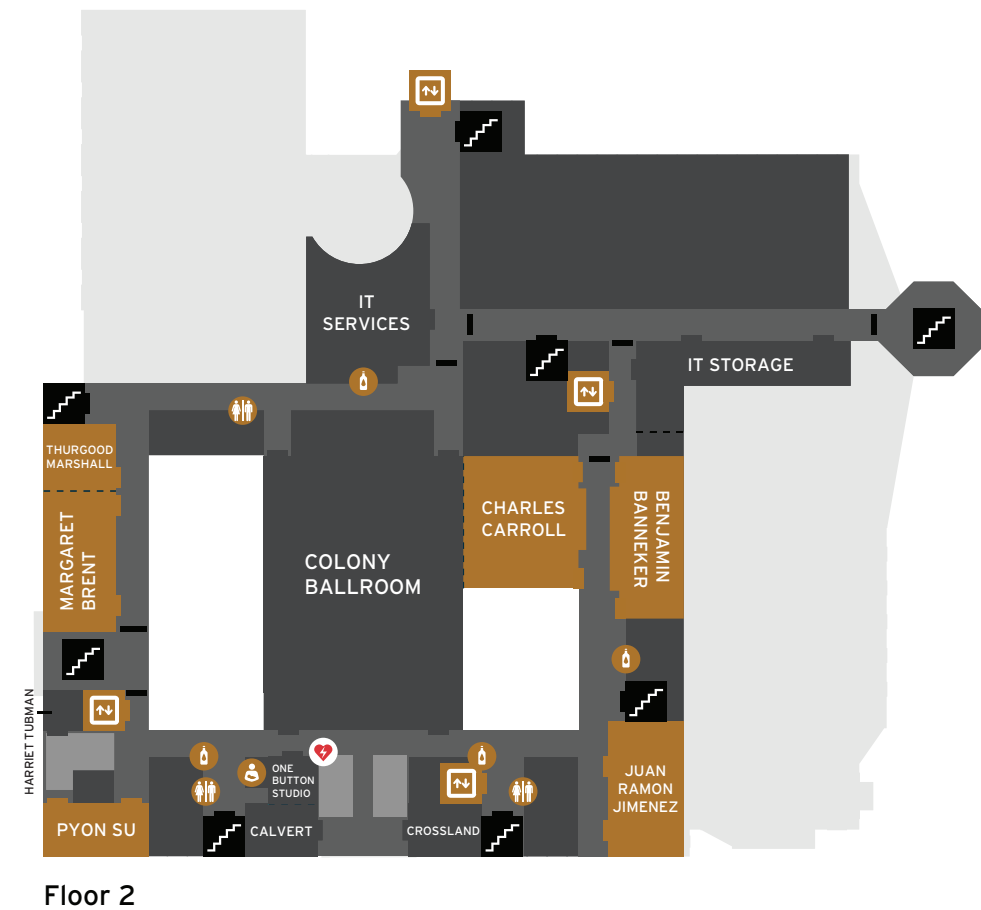 IT
SERVICES
IT STORAGE
THURGOOD
MARSHALL
MARGARET
BRENT
CHARLES
CARROLL
BENJAMIN
BANNEKER
COLONY
BALLROOM
HARRIET TUBMAN
ONE
BUTTON
STUDIO
JUAN
RAMON
JIMENEZ
PYON SU
CALVERT
CROSSLAND
Floor 2